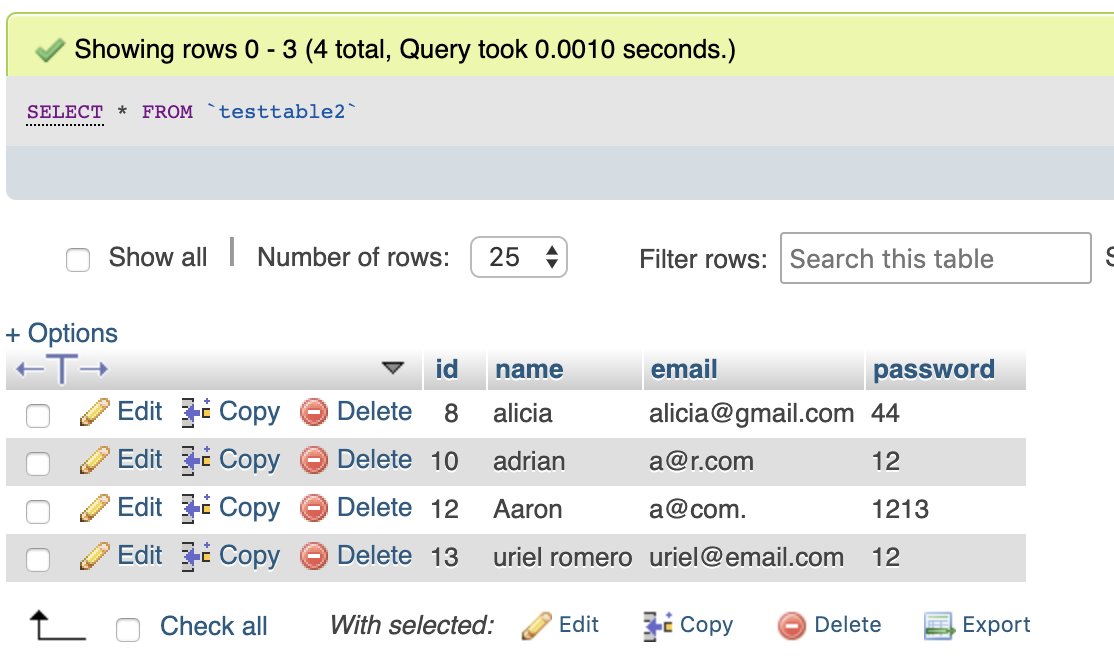 Showing rows 0 - 3 (4 total, Query took 0.0010 seconds.)
SELECT * FROM `testtable2`
Show all | Number of rows: 25 Filter rows: Search this table S
+ Options
←T→ id name email password
Edit Copy Delete 8 alicia alicia@gmail.com 44
Edit Copy Delete 10 adrian a@r.com 12
Edit Copy Delete 12 Aaron a@com. 1213
Edit Copy Delete 13 uriel romero uriel@email.com 12
Check all With selected: Edit Copy Delete Export